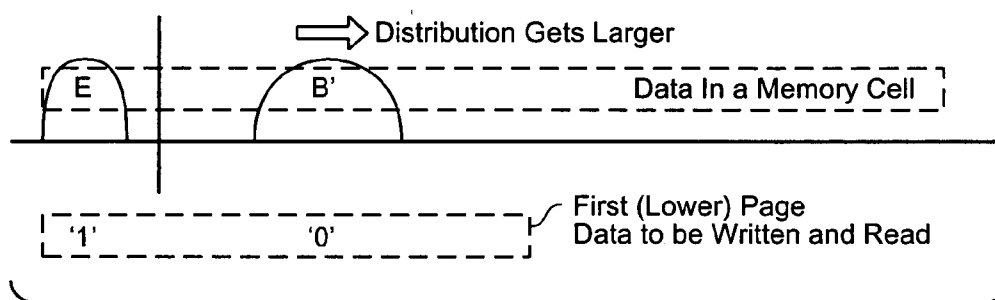 Distribution Gets Larger
E B' Data In a Memory Cell
First (Lower) Page
'1' '0' Data to be Written and Read